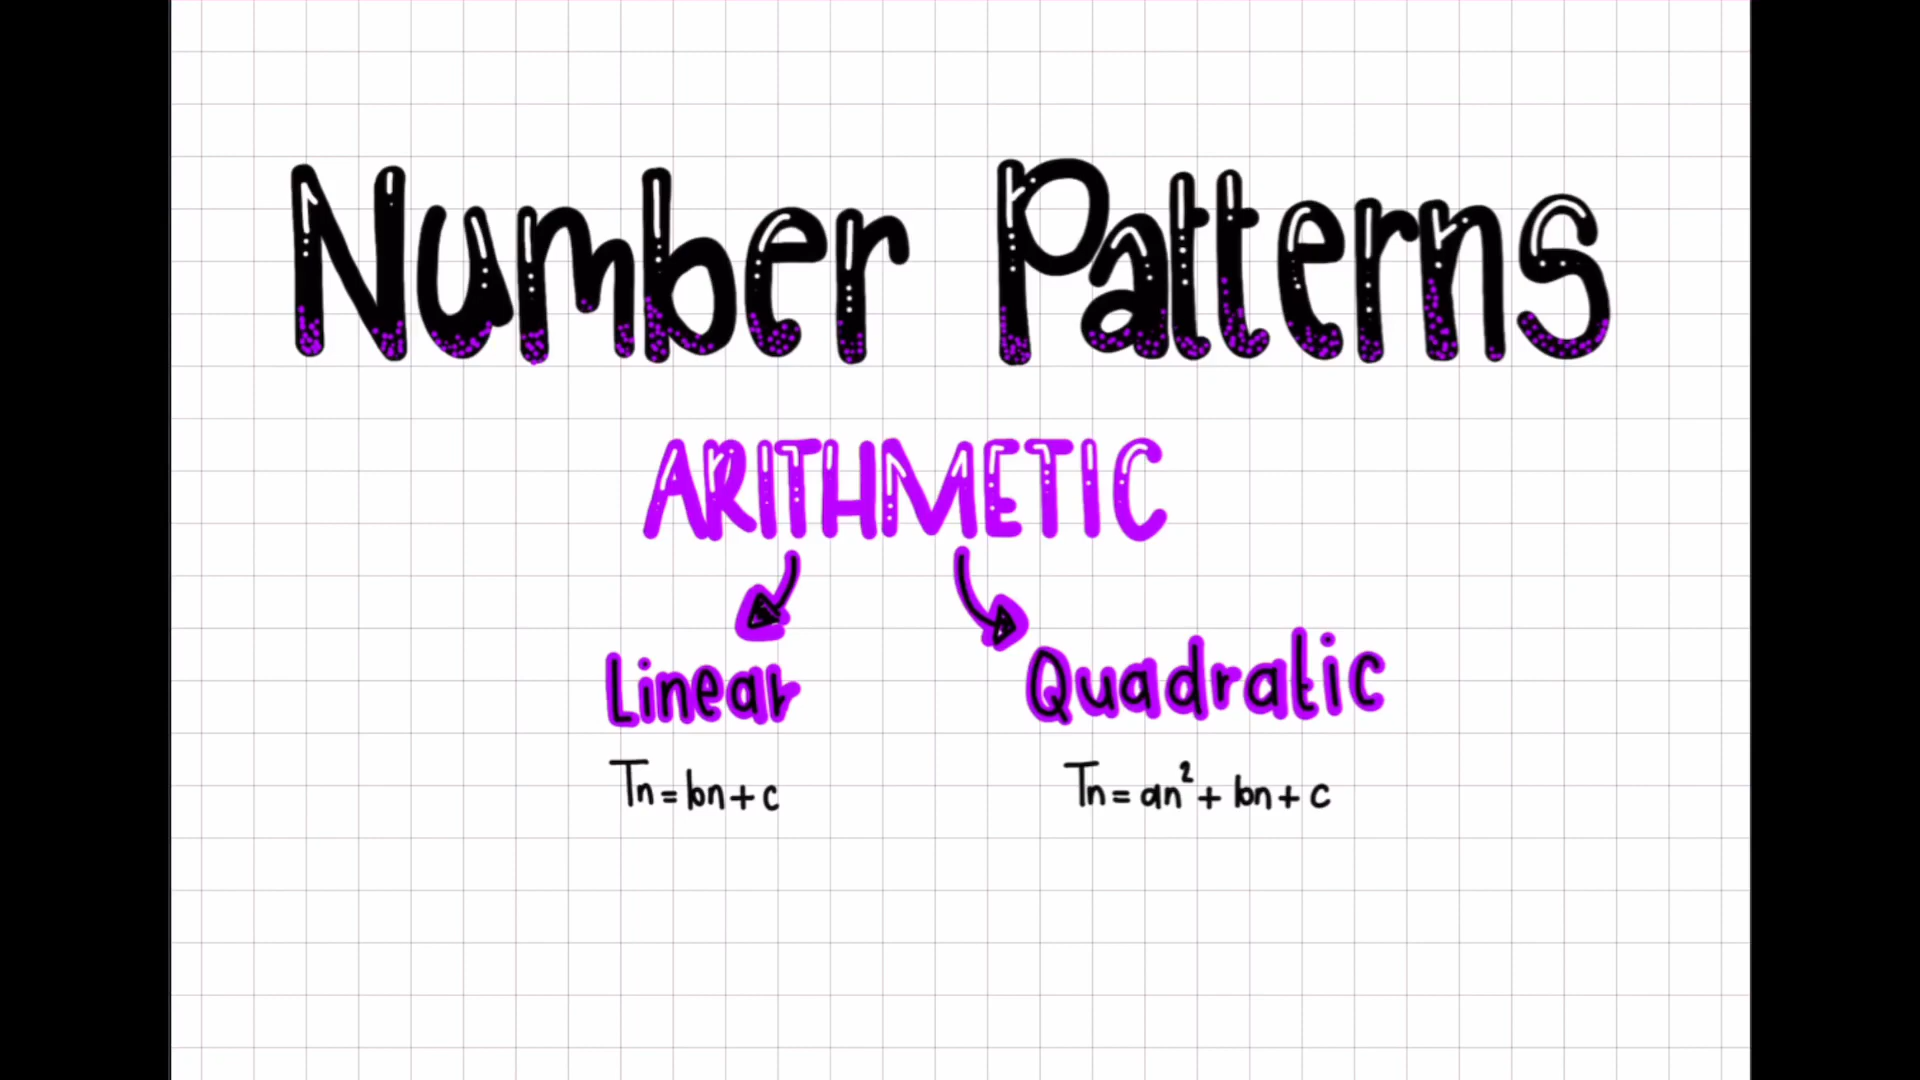 Number Patterns
ARITHMETIC
Linear Quadratic
Tn = bn + c Tn = an² + bn + c